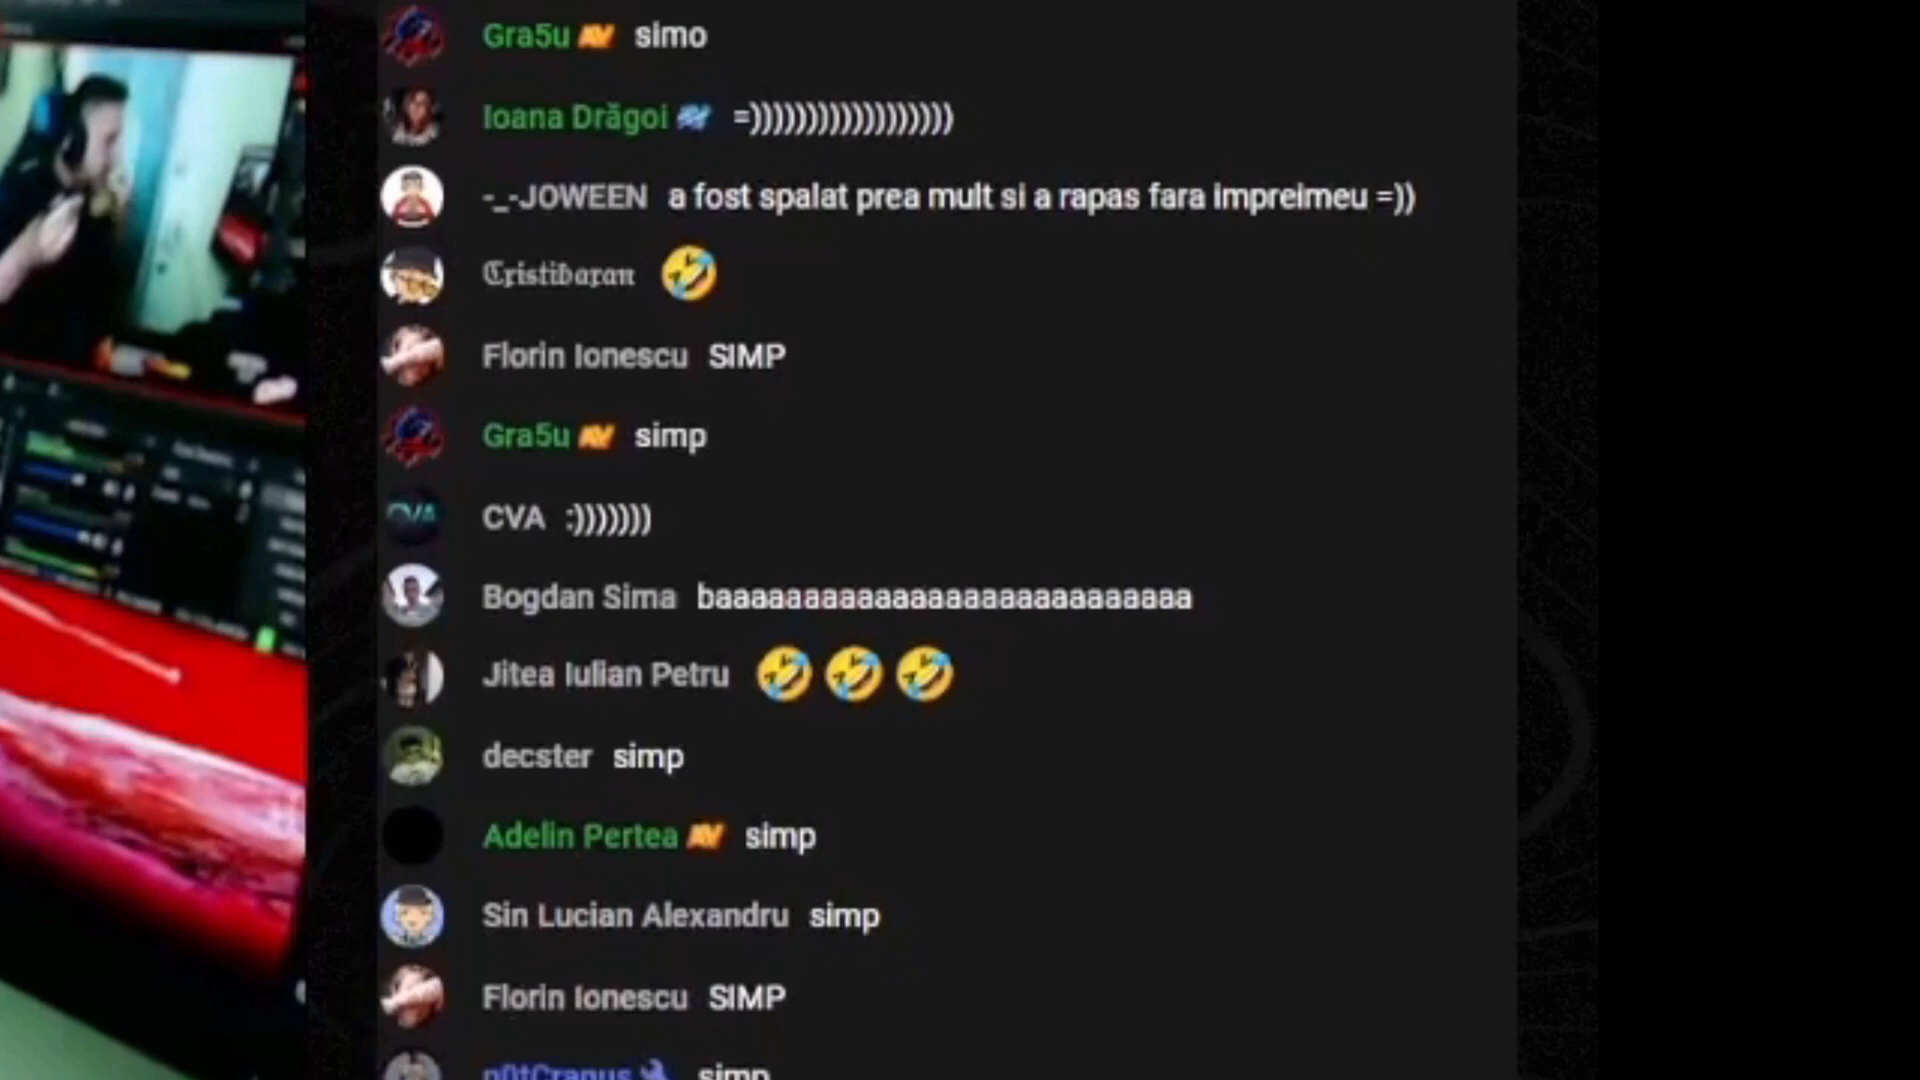 Gra5u simo
Ioana Drăgoi =))))))))))))))))))
-_-JOWEEN a fost spalat prea mult si a rapas fara impreimeu =))
Cristibaran 🤣
Florin Ionescu SIMP
Gra5u simp
CVA :)))))))
Bogdan Sima baaaaaaaaaaaaaaaaaaaaaaaaaaa
Jitea Iulian Petru 🤣🤣🤣
decster simp
Adelin Pertea simp
Sin Lucian Alexandru simp
Florin Ionescu SIMP
simp